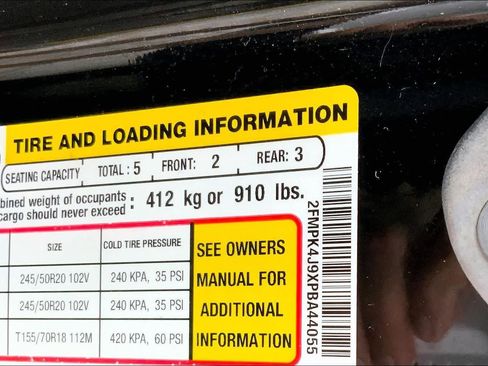 TIRE AND LOADING INFORMATION
SEATING CAPACITY TOTAL : 5 FRONT: 2 REAR: 3
bined weight of occupants
cargo should never exceed : 412 kg or 910 lbs.
SIZE COLD TIRE PRESSURE
245/50R20 102V 240 KPA, 35 PSI
245/50R20 102V 240 KPA, 35 PSI
T155/70R18 112M 420 KPA, 60 PSI
SEE OWNERS
MANUAL FOR
ADDITIONAL
INFORMATION
2FMPK4J9XPBA44055